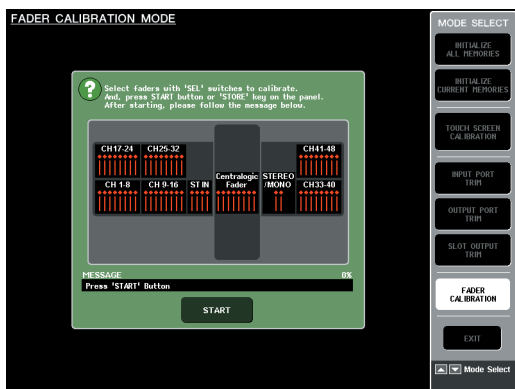 FADER CALIBRATION MODE
Select faders with 'SEL' switches to calibrate.
And, press START button or 'STORE' key on the panel.
After starting, please follow the message below.
CH17-24
CH25-32
CH41-48
CH 1-8
CH 9-16
ST IN
Centralogic
Fader
STEREO
/MONO
CH33-40
MESSAGE
0%
Press 'START' Button
START
MODE SELECT
INITIALIZE
ALL MEMORIES
INITIALIZE
CURRENT MEMORIES
TOUCH SCREEN
CALIBRATION
INPUT PORT
TRIM
OUTPUT PORT
TRIM
SLOT OUTPUT
TRIM
FADER
CALIBRATION
EXIT
Mode Select